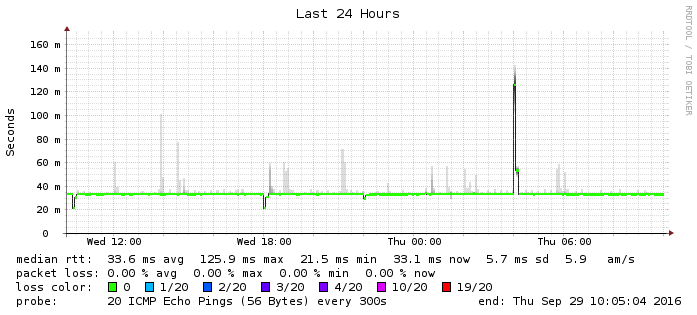 Last 24 Hours
RRDTOOL / TOBI OETIKER
Seconds
160 m
140 m
120 m
100 m
80 m
60 m
40 m
20 m
0
Wed 12:00 Wed 18:00 Thu 00:00 Thu 06:00
median rtt: 33.6 ms avg 125.9 ms max 21.5 ms min 33.1 ms now 5.7 ms sd 5.9 am/s
packet loss: 0.00 % avg 0.00 % max 0.00 % min 0.00 % now
loss color: 0 1/20 2/20 3/20 4/20 10/20 19/20
probe: 20 ICMP Echo Pings (56 Bytes) every 300s end: Thu Sep 29 10:05:04 2016